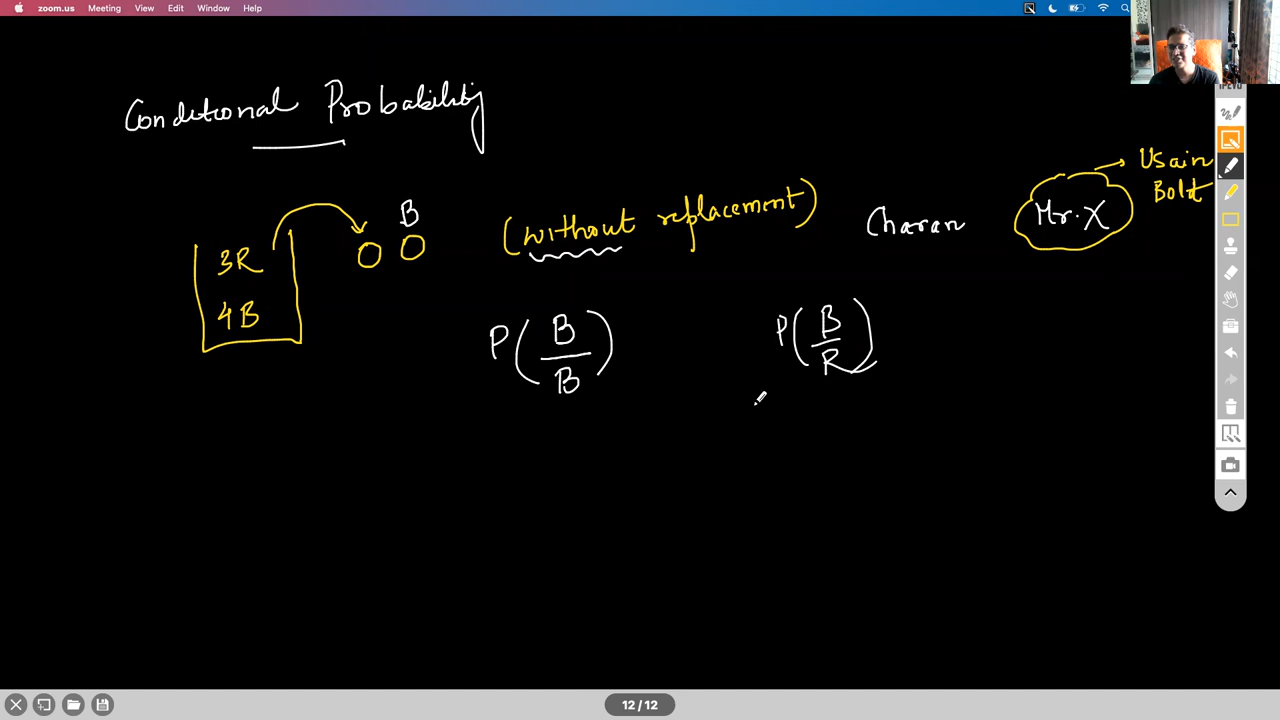 zoom.us Meeting View Edit Window Help
Conditional Probability
Usain
Bolt
B
(without replacement)
Charan
Mr. X
3R
4B
P(B/B)
P(B/R)
12 / 12